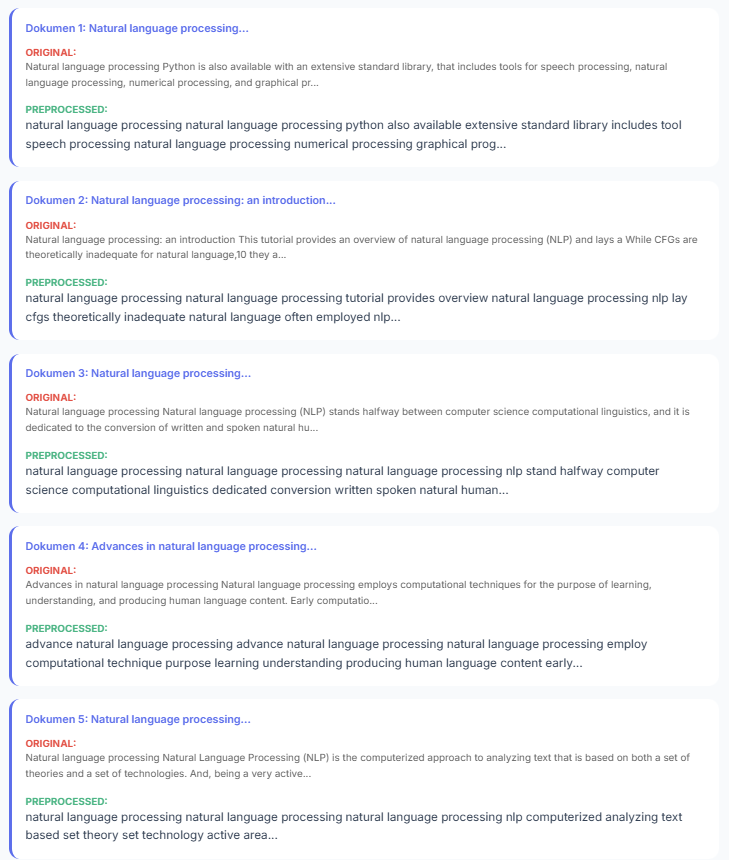 Dokumen 1: Natural language processing...
ORIGINAL:
Natural language processing Python is also available with an extensive standard library, that includes tools for speech processing, natural
language processing, numerical processing, and graphical pr...
PREPROCESSED:
natural language processing natural language processing python also available extensive standard library includes tool
speech processing natural language processing numerical processing graphical prog...
Dokumen 2: Natural language processing: an introduction...
ORIGINAL:
Natural language processing: an introduction This tutorial provides an overview of natural language processing (NLP) and lays a While CFGs are
theoretically inadequate for natural language,10 they a...
PREPROCESSED:
natural language processing natural language processing tutorial provides overview natural language processing nlp lay
cfgs theoretically inadequate natural language often employed nlp...
Dokumen 3: Natural language processing...
ORIGINAL:
Natural language processing Natural language processing (NLP) stands halfway between computer science computational linguistics, and it is
dedicated to the conversion of written and spoken natural hu...
PREPROCESSED:
natural language processing natural language processing natural language processing nlp stand halfway computer
science computational linguistics dedicated conversion written spoken natural human...
Dokumen 4: Advances in natural language processing...
ORIGINAL:
Advances in natural language processing Natural language processing employs computational techniques for the purpose of learning,
understanding, and producing human language content. Early computatio...
PREPROCESSED:
advance natural language processing advance natural language processing natural language processing employ
computational technique purpose learning understanding producing human language content early...
Dokumen 5: Natural language processing...
ORIGINAL:
Natural language processing Natural Language Processing (NLP) is the computerized approach to analyzing text that is based on both a set of
theories and a set of technologies. And, being a very active...
PREPROCESSED:
natural language processing natural language processing natural language processing nlp computerized analyzing text
based set theory set technology active area...